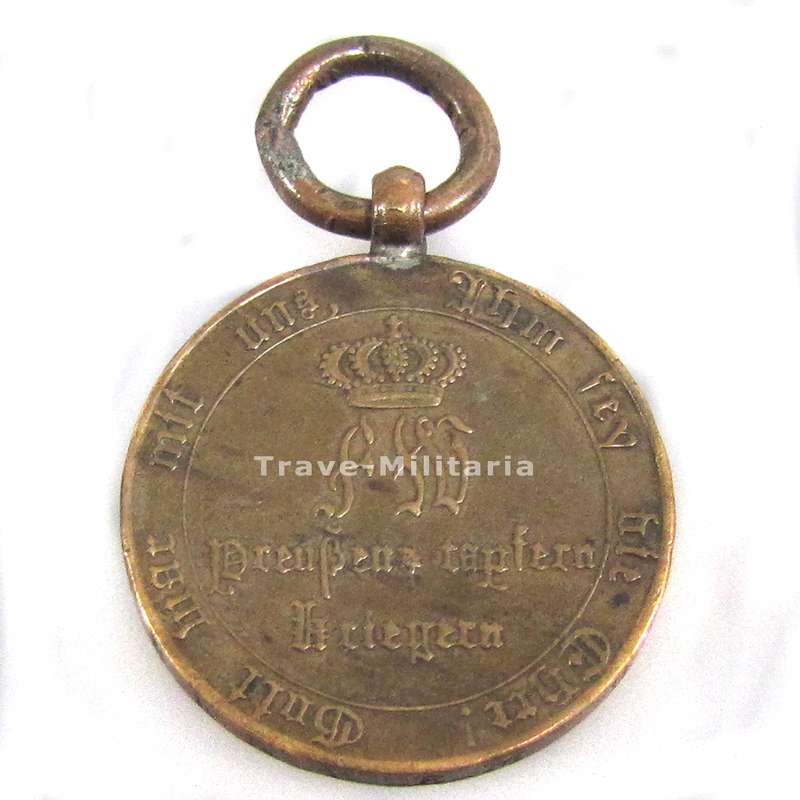 Gott war mit uns, Ihm sey die Ehre!
FW
Preußens tapfern
Kriegern
Trave-Militaria